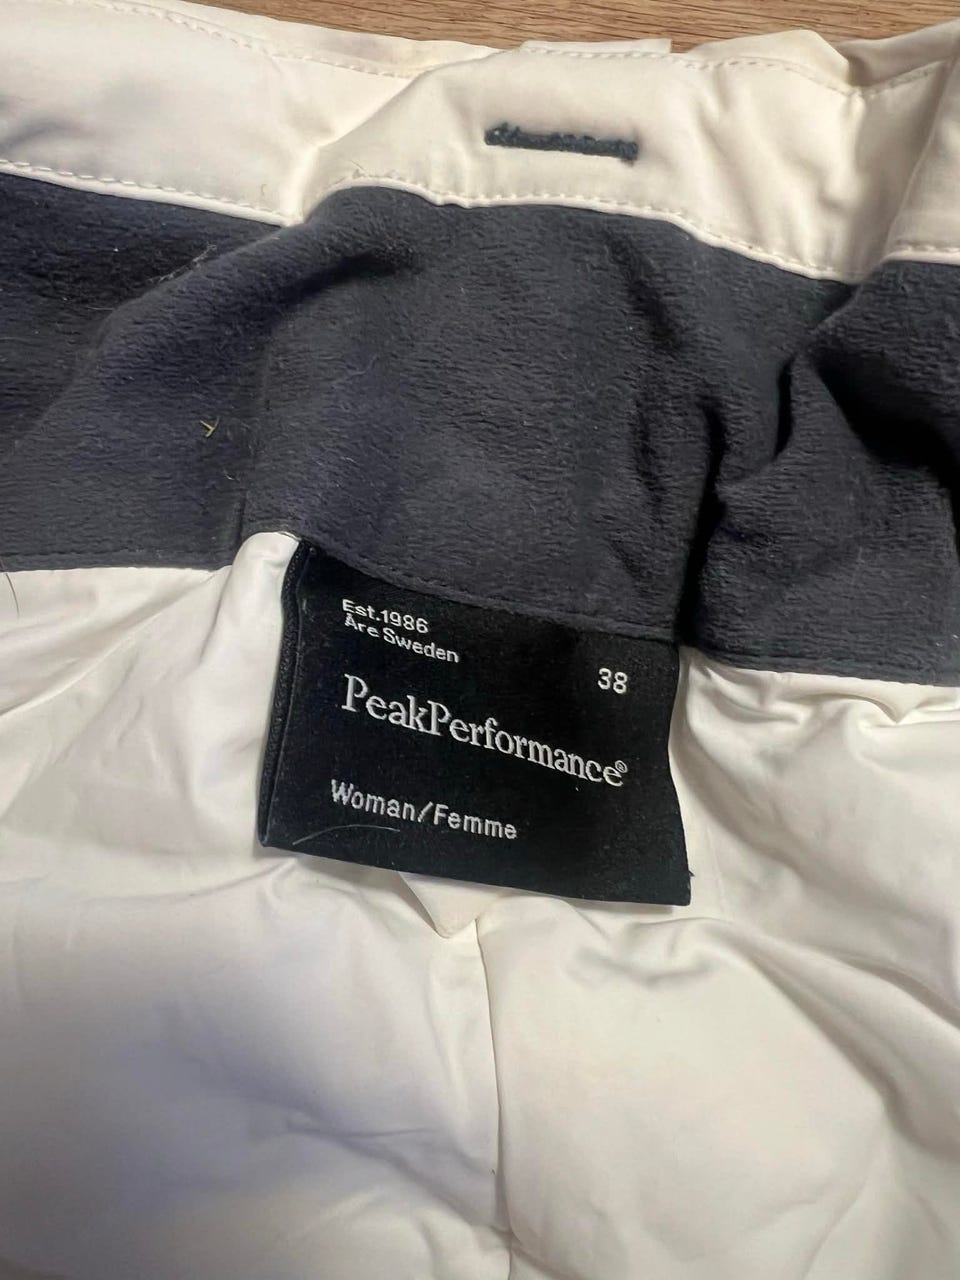 Est.1986
Åre Sweden
38
PeakPerformance®
Woman/Femme